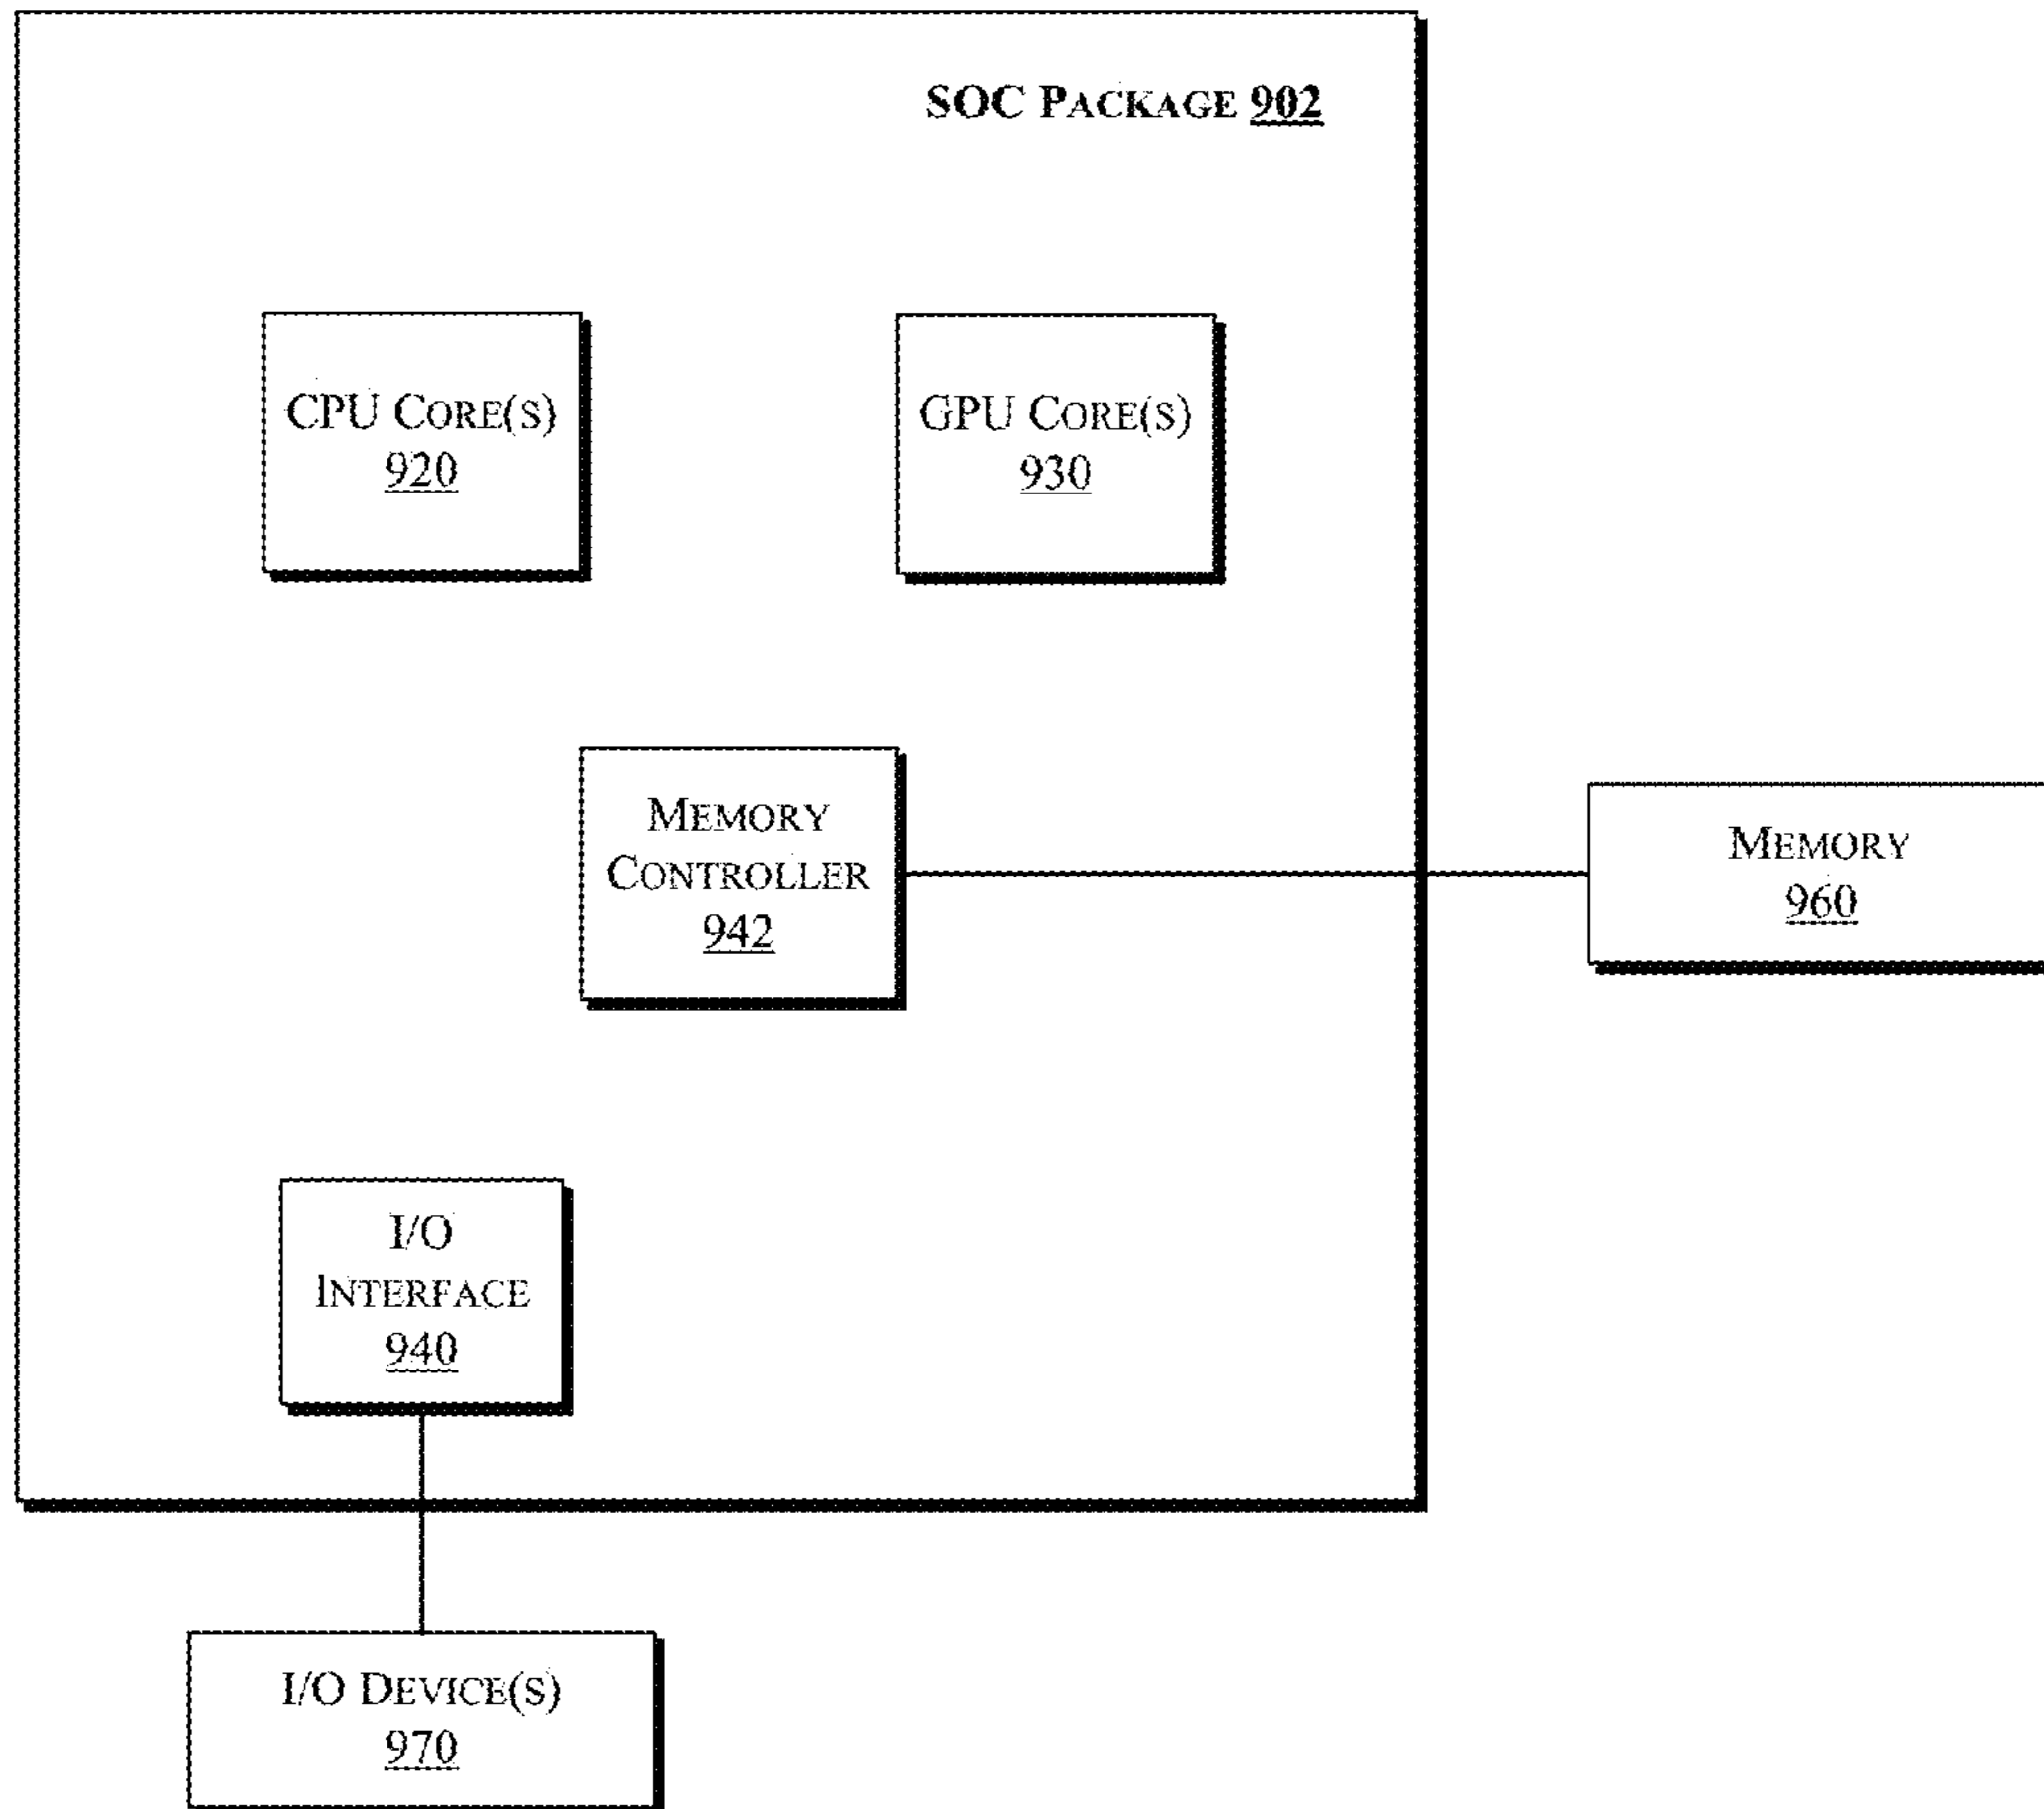 SOC PACKAGE 902
CPU CORE(S)
920
GPU CORE(S)
930
MEMORY
CONTROLLER
942
MEMORY
960
I/O
INTERFACE
940
I/O DEVICE(S)
970